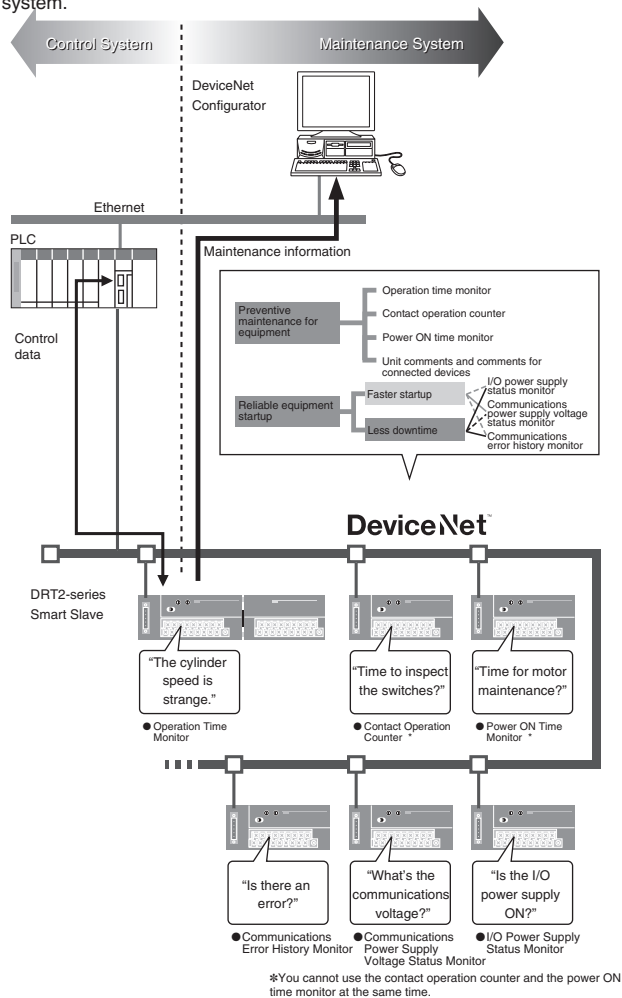 system.
Control System
Maintenance System
DeviceNet
Configurator
Ethernet
PLC
Maintenance information
Control
data
Preventive
maintenance for
equipment
Operation time monitor
Contact operation counter
Power ON time monitor
Unit comments and comments for
connected devices
Reliable equipment
startup
Faster startup
Less downtime
I/O power supply
status monitor
Communications
power supply voltage
status monitor
Communications
error history monitor
DeviceNet™
DRT2-series
Smart Slave
“The cylinder
speed is
strange.”
● Operation Time
Monitor
“Time to inspect
the switches?”
● Contact Operation
Counter *
“Time for motor
maintenance?”
● Power ON Time
Monitor *
“Is there an
error?”
● Communications
Error History Monitor
“What's the
communications
voltage?”
● Communications
Power Supply
Voltage Status Monitor
“Is the I/O
power supply
ON?”
● I/O Power Supply
Status Monitor
*You cannot use the contact operation counter and the power ON
time monitor at the same time.